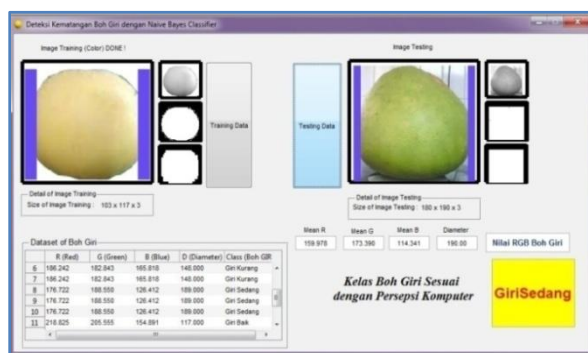 Deteksi Kematangan Boh Giri dengan Naive Bayes Classifier
Image Training (Color) DONE !
Image Testing
Training Data
Testing Data
Detail of Image Training
Size of Image Training : 103 x 117 x 3
Detail of Image Testing
Size of Image Testing : 180 x 190 x 3
Mean R Mean G Mean B Diameter
159.978 173.390 114.341 190.00 Nilai RGB Boh Giri
Dataset of Boh Giri
R (Red) G (Green) B (Blue) D (Diameter) Class (Boh GIR
6 186.242 182.843 165.818 148.000 Giri Kurang
7 186.242 182.843 165.818 148.000 Giri Kurang
8 176.722 188.550 126.412 189.000 Giri Sedang
9 176.722 188.550 126.412 189.000 Giri Sedang
10 176.722 188.550 126.412 189.000 Giri Sedang
11 218.825 205.555 154.891 117.000 Giri Baik
Kelas Boh Giri Sesuai
dengan Persepsi Komputer
GiriSedang